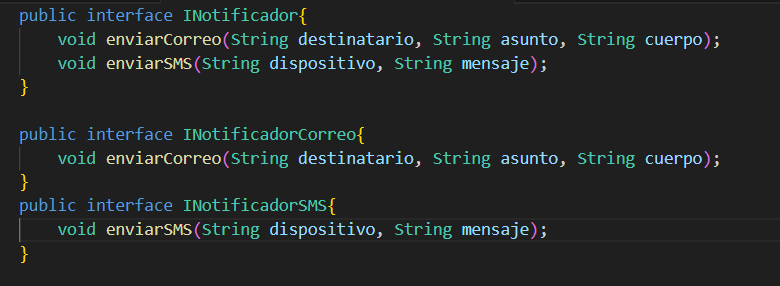 public interface INotificador{
    void enviarCorreo(String destinatario, String asunto, String cuerpo);
    void enviarSMS(String dispositivo, String mensaje);
}

public interface INotificadorCorreo{
    void enviarCorreo(String destinatario, String asunto, String cuerpo);
}
public interface INotificadorSMS{
    void enviarSMS(String dispositivo, String mensaje);
}